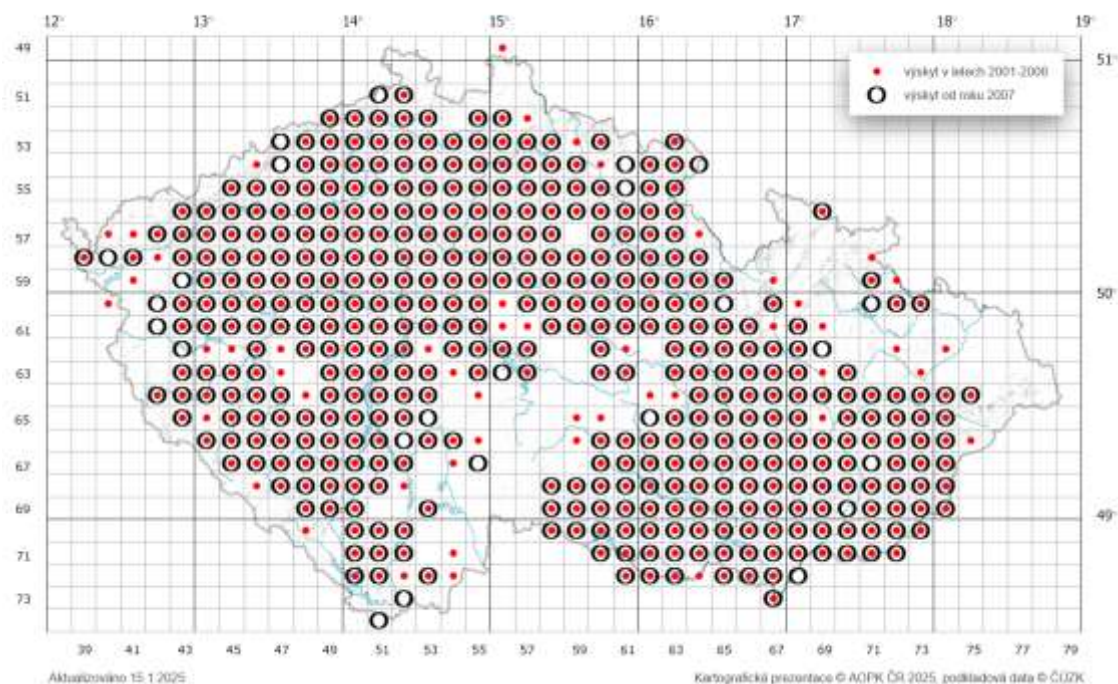 12° 13° 14° 15° 16° 17° 18° 19°
49
51°
výskyt v letech 2001-2006
výskyt od roku 2007
51
53
55
57
59
50°
61
63
65
67
69
49°
71
73
39 41 43 45 47 49 51 53 55 57 59 61 63 65 67 69 71 73 75 77 79
Aktualizováno 15.1.2025
Kartografická prezentace © AOPK ČR 2025, podkladová data © ČÚZK